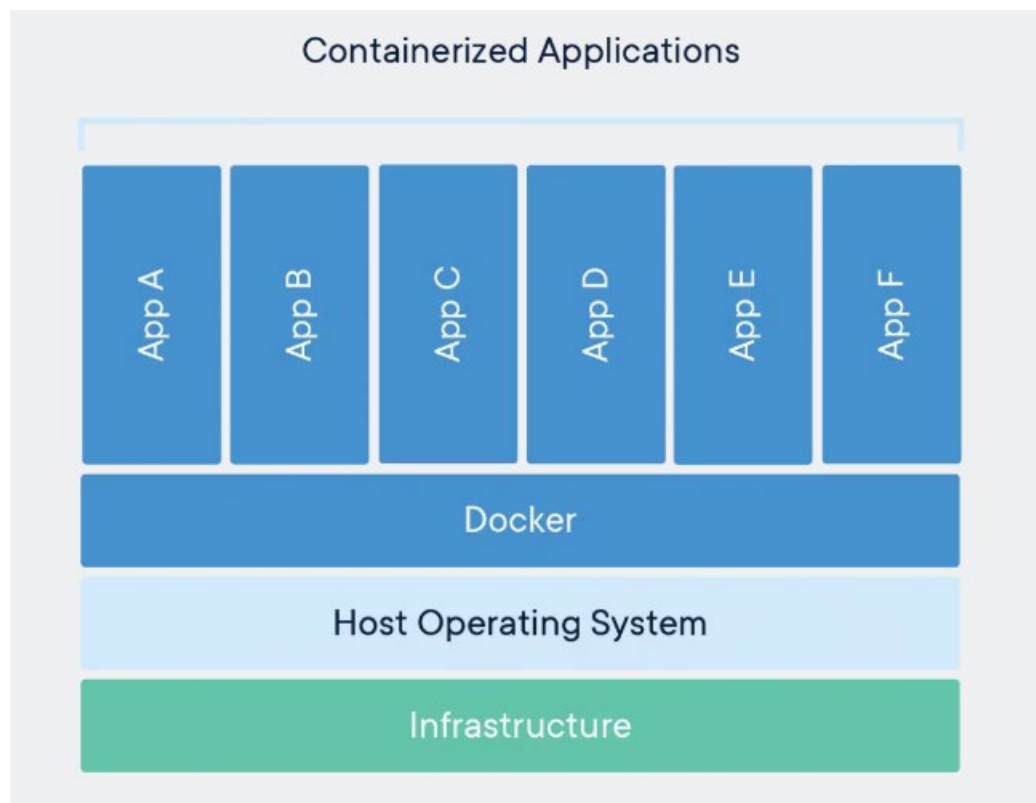 Containerized Applications
App A
App B
App C
App D
App E
App F
Docker
Host Operating System
Infrastructure